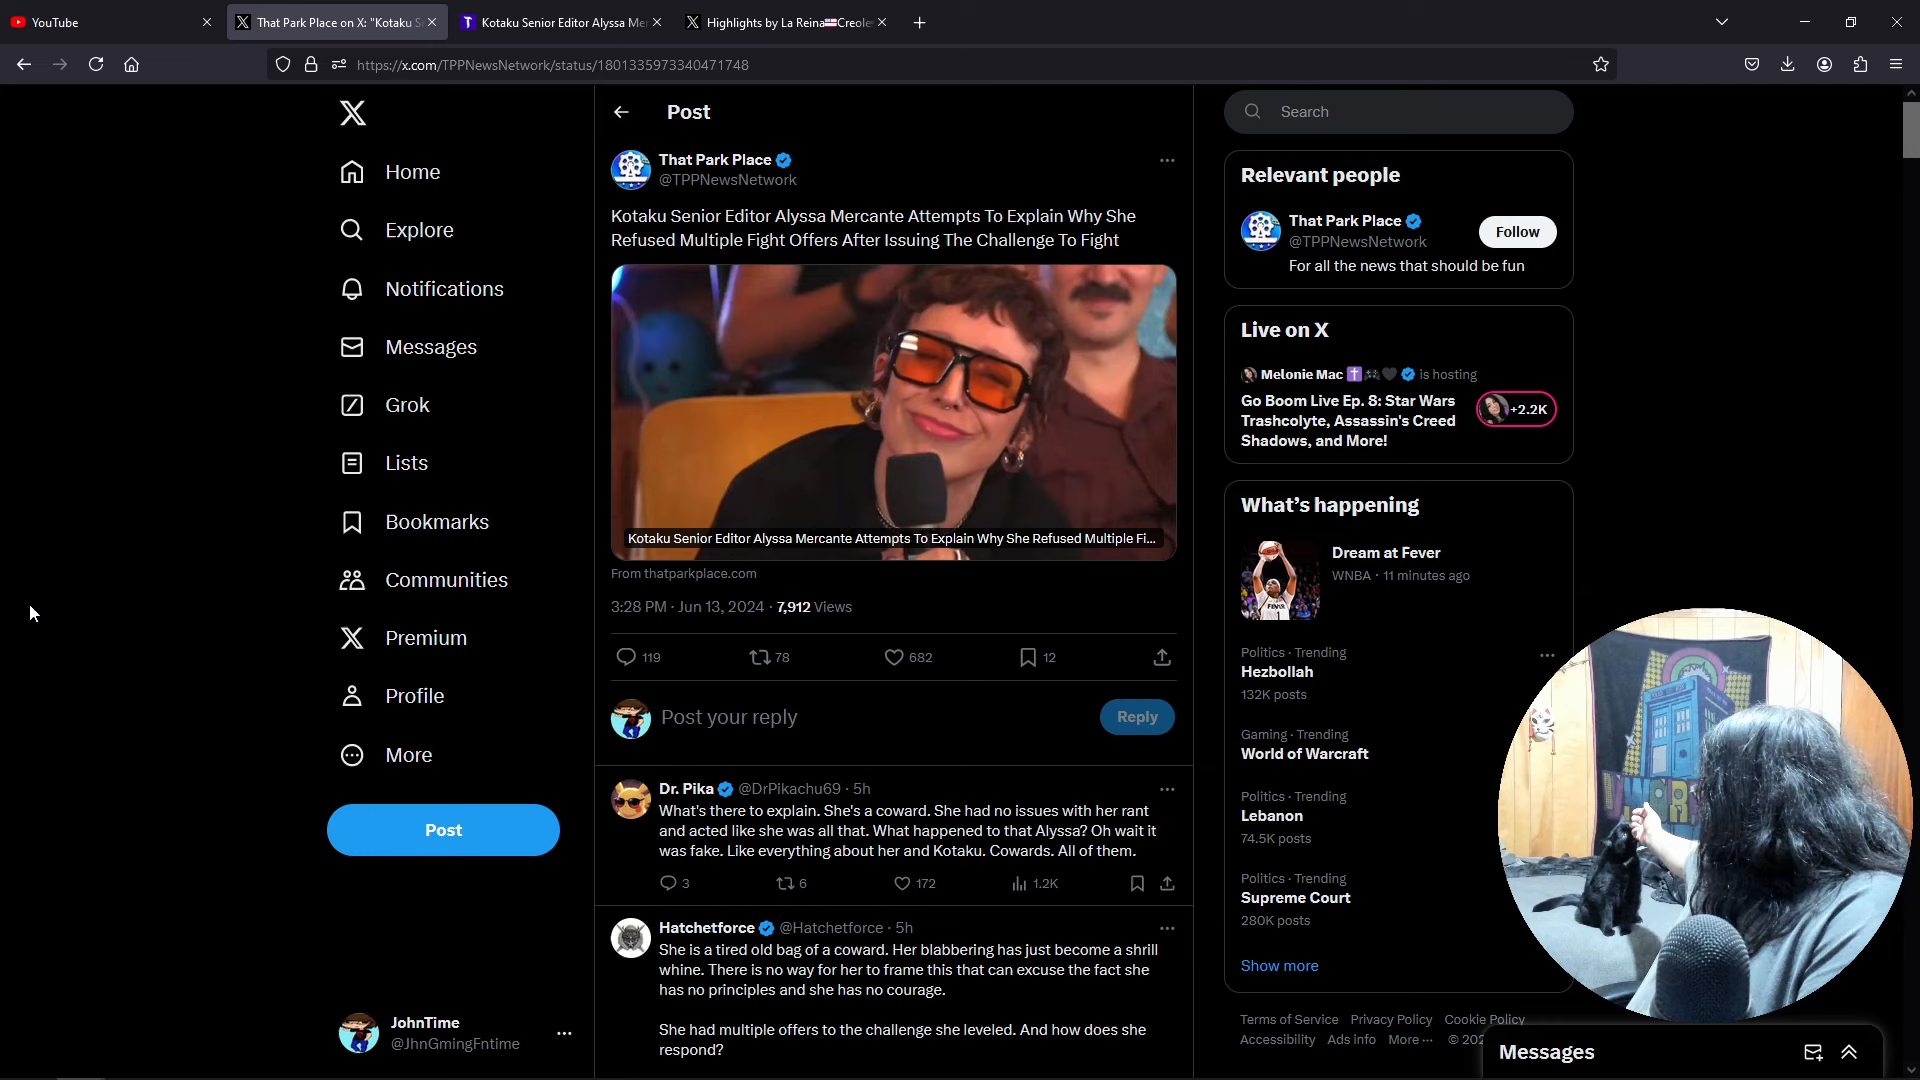 YouTube
That Park Place on X: "Kotaku S
Kotaku Senior Editor Alyssa Me
Highlights by La Reina Creole
https://x.com/TPPNewsNetwork/status/1801335973340471748
Home
Explore
Notifications
Messages
Grok
Lists
Bookmarks
Communities
Premium
Profile
More
Post
JohnTime
@JhnGmingFntime
Post
That Park Place
@TPPNewsNetwork
Kotaku Senior Editor Alyssa Mercante Attempts To Explain Why She
Refused Multiple Fight Offers After Issuing The Challenge To Fight
Kotaku Senior Editor Alyssa Mercante Attempts To Explain Why She Refused Multiple Fi...
From thatparkplace.com
3:28 PM · Jun 13, 2024 · 7,912 Views
119 78 682 12
Post your reply
Reply
Dr. Pika @DrPikachu69 · 5h
What's there to explain. She's a coward. She had no issues with her rant
and acted like she was all that. What happened to that Alyssa? Oh wait it
was fake. Like everything about her and Kotaku. Cowards. All of them.
3 6 172 1.2K
Hatchetforce @Hatchetforce · 5h
She is a tired old bag of a coward. Her blabbering has just become a shrill
whine. There is no way for her to frame this that can excuse the fact she
has no principles and she has no courage.
She had multiple offers to the challenge she leveled. And how does she
respond?
Search
Relevant people
That Park Place
@TPPNewsNetwork
Follow
For all the news that should be fun
Live on X
Melonie Mac is hosting
Go Boom Live Ep. 8: Star Wars
Trashcolyte, Assassin's Creed
Shadows, and More!
+2.2K
What's happening
Dream at Fever
WNBA · 11 minutes ago
FEVER
1
Politics · Trending
Hezbollah
132K posts
Gaming · Trending
World of Warcraft
Politics · Trending
Lebanon
74.5K posts
Politics · Trending
Supreme Court
280K posts
Show more
Terms of Service Privacy Policy Cookie Policy
Accessibility Ads info More ··· © 202
Messages